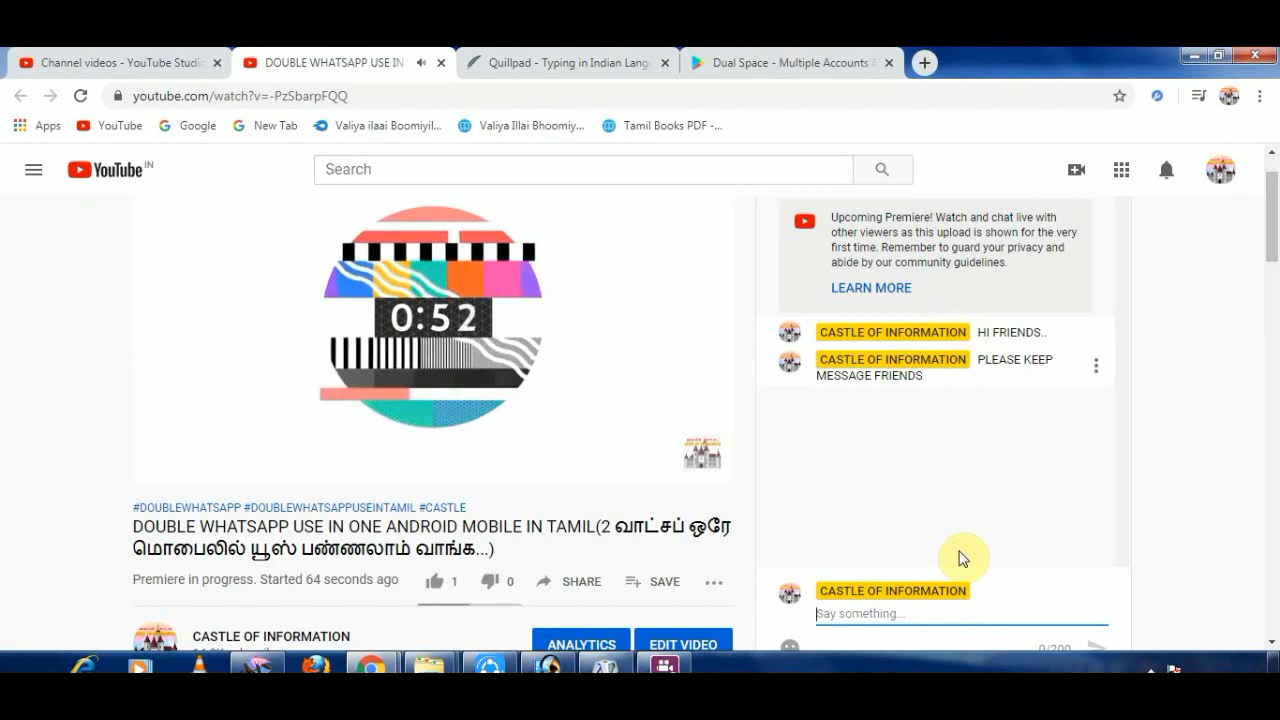 Channel videos - YouTube Studi
DOUBLE WHATSAPP USE IN
Quillpad - Typing in Indian Lang
Dual Space - Multiple Accounts &
youtube.com/watch?v=-PzSbarpFQQ
Apps
YouTube
Google
New Tab
Valiya ilaai Boomiyil...
Valiya Illai Bhoomiy...
Tamil Books PDF -...
YouTube IN
Search
Upcoming Premiere! Watch and chat live with
other viewers as this upload is shown for the very
first time. Remember to guard your privacy and
abide by our community guidelines.
LEARN MORE
0:52
CASTLE OF INFORMATION HI FRIENDS..
CASTLE OF INFORMATION PLEASE KEEP
MESSAGE FRIENDS
#DOUBLEWHATSAPP #DOUBLEWHATSAPPUSEINTAMIL #CASTLE
DOUBLE WHATSAPP USE IN ONE ANDROID MOBILE IN TAMIL(2 வாட்சப் ஒரே
மொபைலில் யூஸ் பண்ணலாம் வாங்க...)
Premiere in progress. Started 64 seconds ago
1
0
SHARE
SAVE
CASTLE OF INFORMATION
Say something...
0/200
CASTLE OF INFORMATION
ANALYTICS
EDIT VIDEO